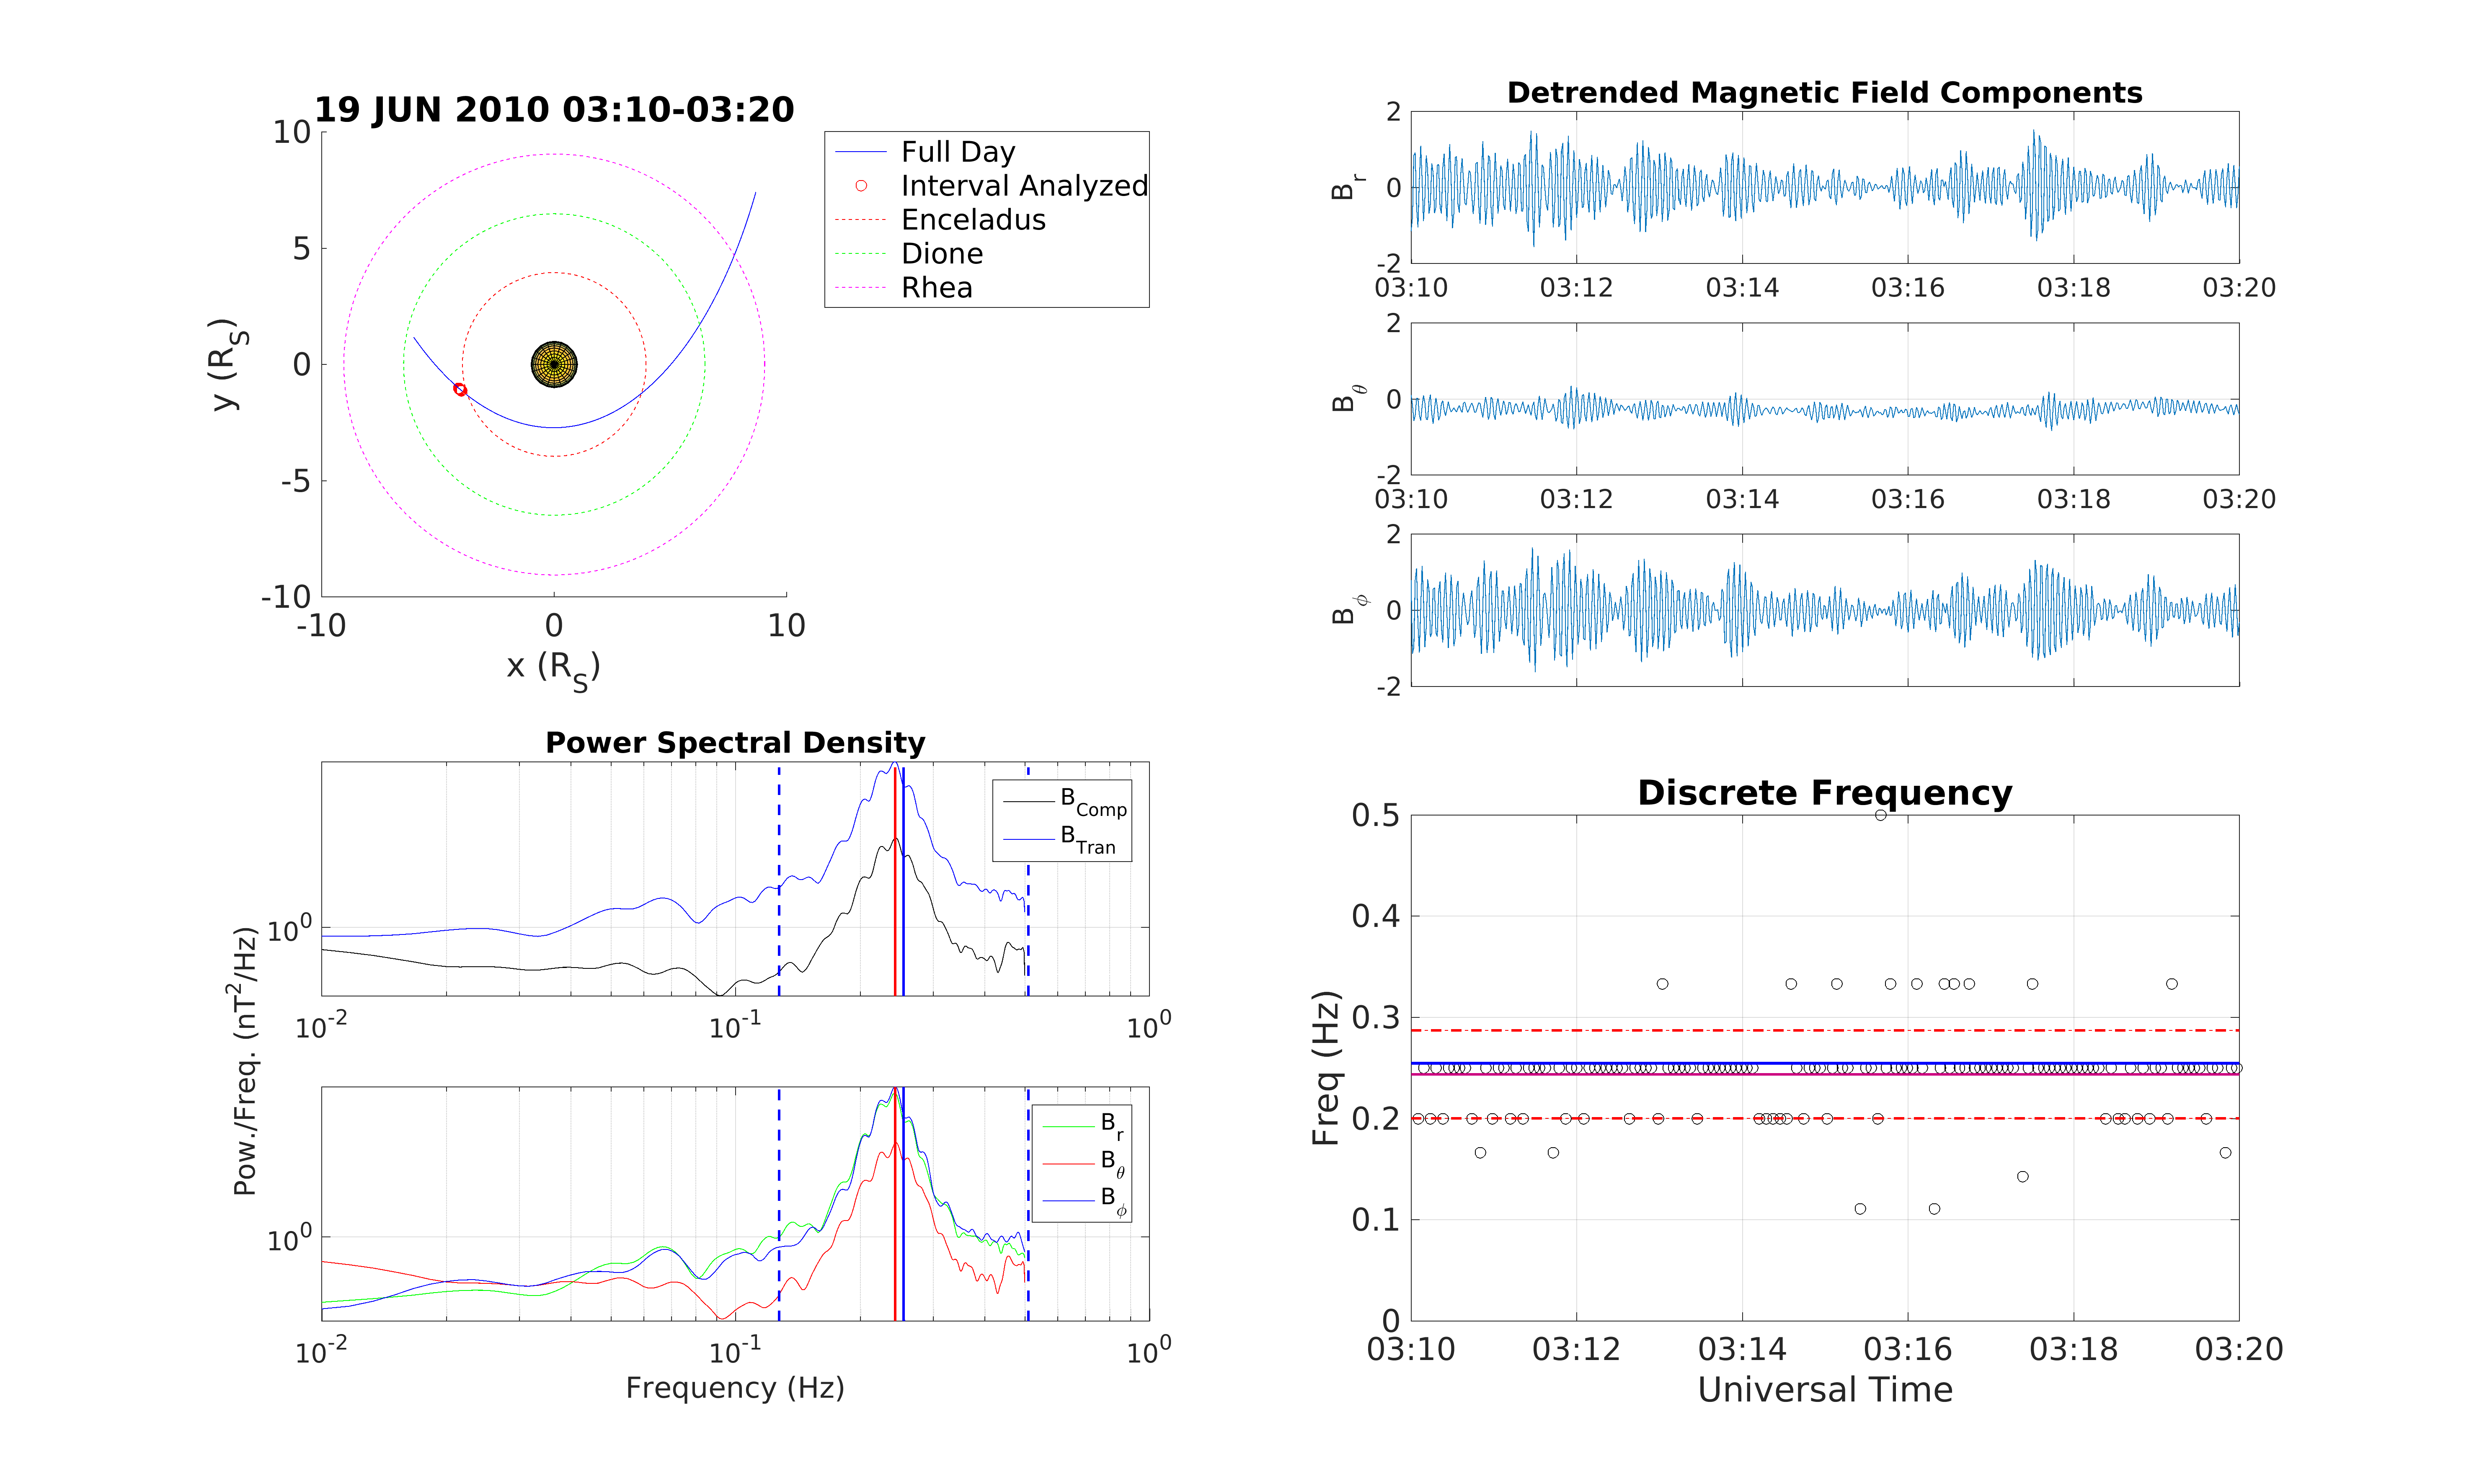 19 JUN 2010 03:10-03:20
10
5
0
-5
-10
-10 0 10
y (R_S)
x (R_S)
Full Day
Interval Analyzed
Enceladus
Dione
Rhea
Detrended Magnetic Field Components
2
0
-2
B_r
03:10 03:12 03:14 03:16 03:18 03:20
2
0
-2
B_θ
03:10 03:12 03:14 03:16 03:18 03:20
2
0
-2
B_ϕ
Power Spectral Density
B_Comp
B_Tran
10^0
10^-2 10^-1 10^0
Pow./Freq. (nT^2/Hz)
B_r
B_θ
B_ϕ
10^0
10^-2 10^-1 10^0
Frequency (Hz)
Discrete Frequency
0.5
0.4
0.3
0.2
0.1
0
Freq (Hz)
03:10 03:12 03:14 03:16 03:18 03:20
Universal Time